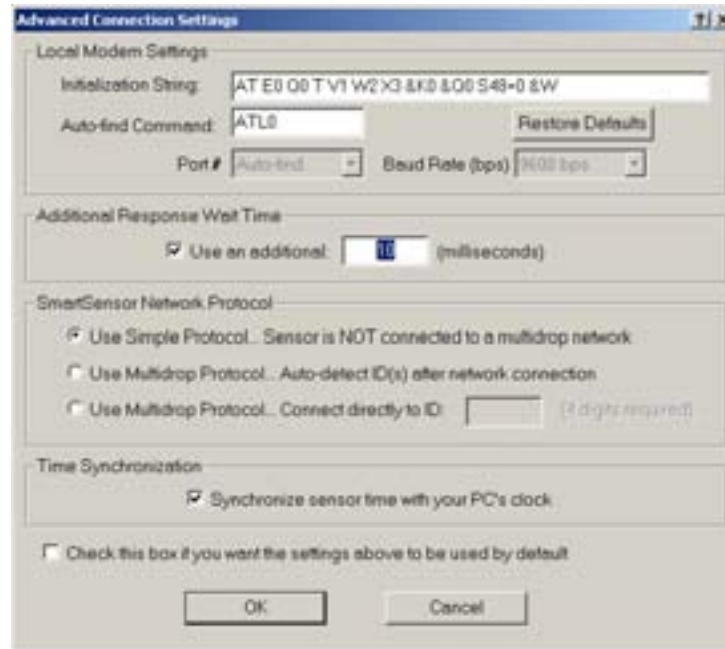 Advanced Connection Settings
Local Modem Settings
Initialization String: AT E0 Q0 T V1 W2 X3 &K0 &Q0 S48=0 &W
Auto-find Command: ATL0
Restore Defaults
Port # Auto-find Baud Rate (bps) 9600 bps
Additional Response Wait Time
Use an additional: 10 (milliseconds)
SmartSensor Network Protocol
Use Simple Protocol... Sensor is NOT connected to a multidrop network
Use Multidrop Protocol... Auto-detect ID(s) after network connection
Use Multidrop Protocol... Connect directly to ID: (4 digits required)
Time Synchronization
Synchronize sensor time with your PC's clock
Check this box if you want the settings above to be used by default
OK Cancel